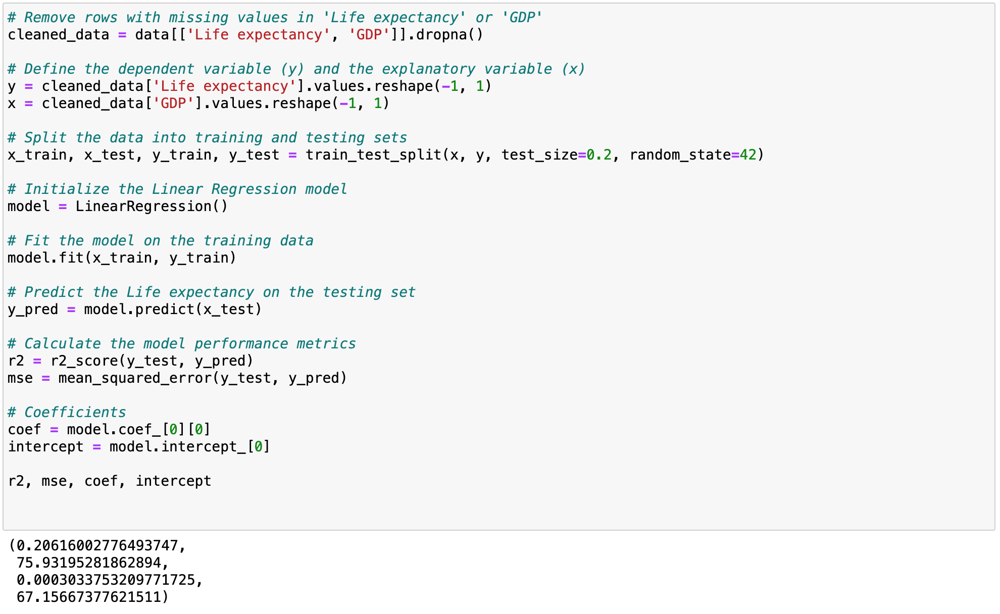 # Remove rows with missing values in 'Life expectancy' or 'GDP'
cleaned_data = data[['Life expectancy', 'GDP']].dropna()
# Define the dependent variable (y) and the explanatory variable (x)
y = cleaned_data['Life expectancy'].values.reshape(-1, 1)
x = cleaned_data['GDP'].values.reshape(-1, 1)
# Split the data into training and testing sets
x_train, x_test, y_train, y_test = train_test_split(x, y, test_size=0.2, random_state=42)
# Initialize the Linear Regression model
model = LinearRegression()
# Fit the model on the training data
model.fit(x_train, y_train)
# Predict the Life expectancy on the testing set
y_pred = model.predict(x_test)
# Calculate the model performance metrics
r2 = r2_score(y_test, y_pred)
mse = mean_squared_error(y_test, y_pred)
# Coefficients
coef = model.coef_[0][0]
intercept = model.intercept_[0]
r2, mse, coef, intercept
(0.20616002776493747,
75.93195281862894,
0.0003033753209771725,
67.15667377621511)